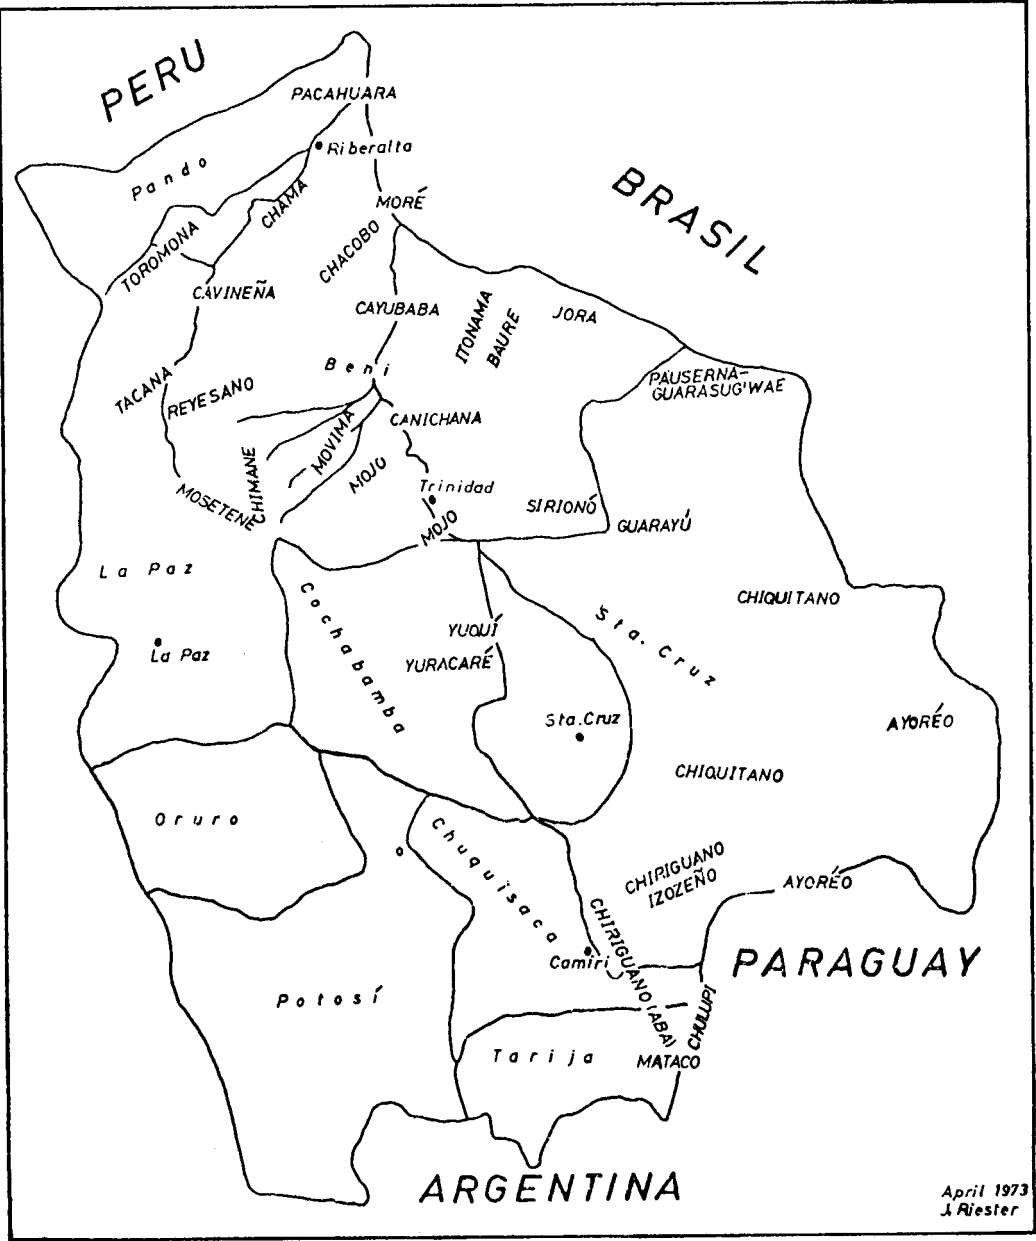 PERU
PACAHUARA
Riberalta
Pando
BRASIL
CHAMA
MORÉ
TOROMONA
CHACOBO
CAVINEÑA
CAYUBABA
ITONAMA
BAURE
JORA
Beni
TACANA
REYESANO
PAUSERNA-
GUARASUG'WAE
MOVIMA
CANICHANA
CHIMANE
MOJO
MOSETENE
Trinidad
SIRIONÓ
MOJO
GUARAYÚ
La Paz
Cochabamba
CHIQUITANO
Sta. Cruz
YUQUÍ
La Paz
YURACARÉ
Sta. Cruz
AYORÉO
CHIQUITANO
Oruro
Chuquisaca
CHIRIGUANO
IZOZEÑO
AYORÉO
CHIRIGUANO (ABA)
Camiri
PARAGUAY
Potosí
CHULUPI
Tarija
MATACO
ARGENTINA
April 1973
J. Riester